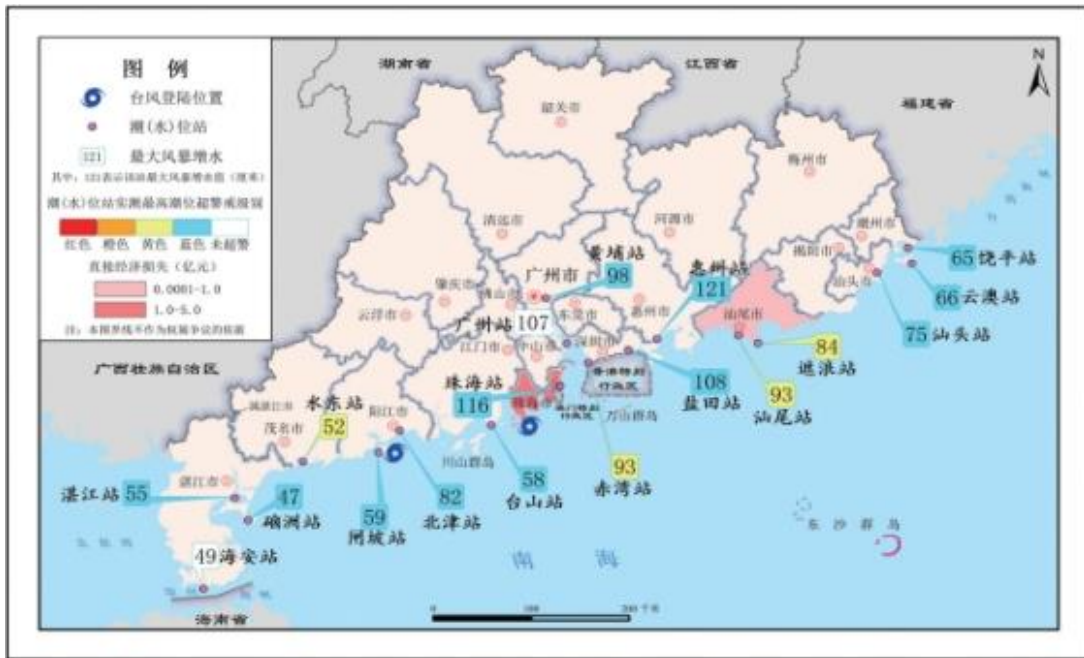 图 例
台风登陆位置
潮(水)位站
121 最大风暴增水
其中：121表示该站最大风暴增水值（厘米）
潮(水)位站实测最高潮位超警戒级别
红色 橙色 黄色 蓝色 未超警
直接经济损失（亿元）
0.0001-1.0
1.0-5.0
注：本图界线不作为权属争议的依据
N
湖南省
江西省
福建省
广西壮族自治区
海南省
韶关市
梅州市
清远市
河源市
潮州市
揭阳市
汕头市
广州市
肇庆市
佛山市
惠州市
东莞市
云浮市
汕尾市
江门市
中山市
深圳市
香港特别
行政区
珠海市
澳门特别
行政区
万山群岛
阳江市
茂名市
湛江市
川山群岛
东沙群岛
南 海
黄埔站
98
惠州站
121
65 饶平站
66 云澳站
75
汕头站
84
遮浪站
93
汕尾站
108
盐田站
广州站 107
珠海站
116
93
赤湾站
58
台山站
82
北津站
59
闸坡站
水东站
52
湛江站 55
47
硇洲站
49 海安站
0 100 200 千米